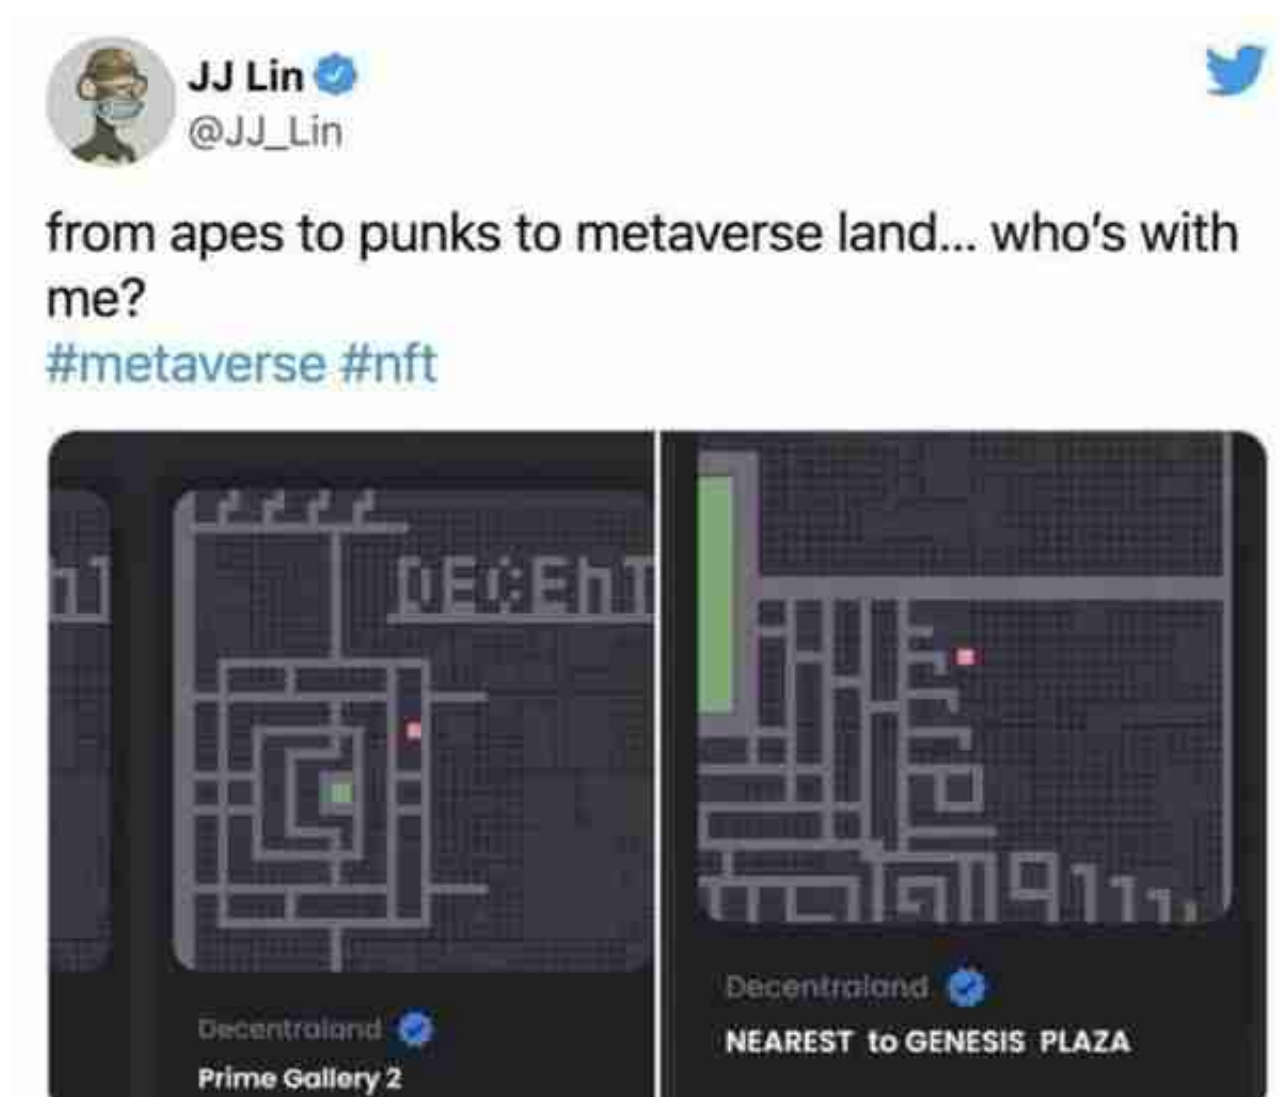 JJ Lin
@JJ_Lin
from apes to punks to metaverse land... who's with
me?
#metaverse #nft
DECENT
Decentraland
Prime Gallery 2
Decentraland
NEAREST to GENESIS PLAZA